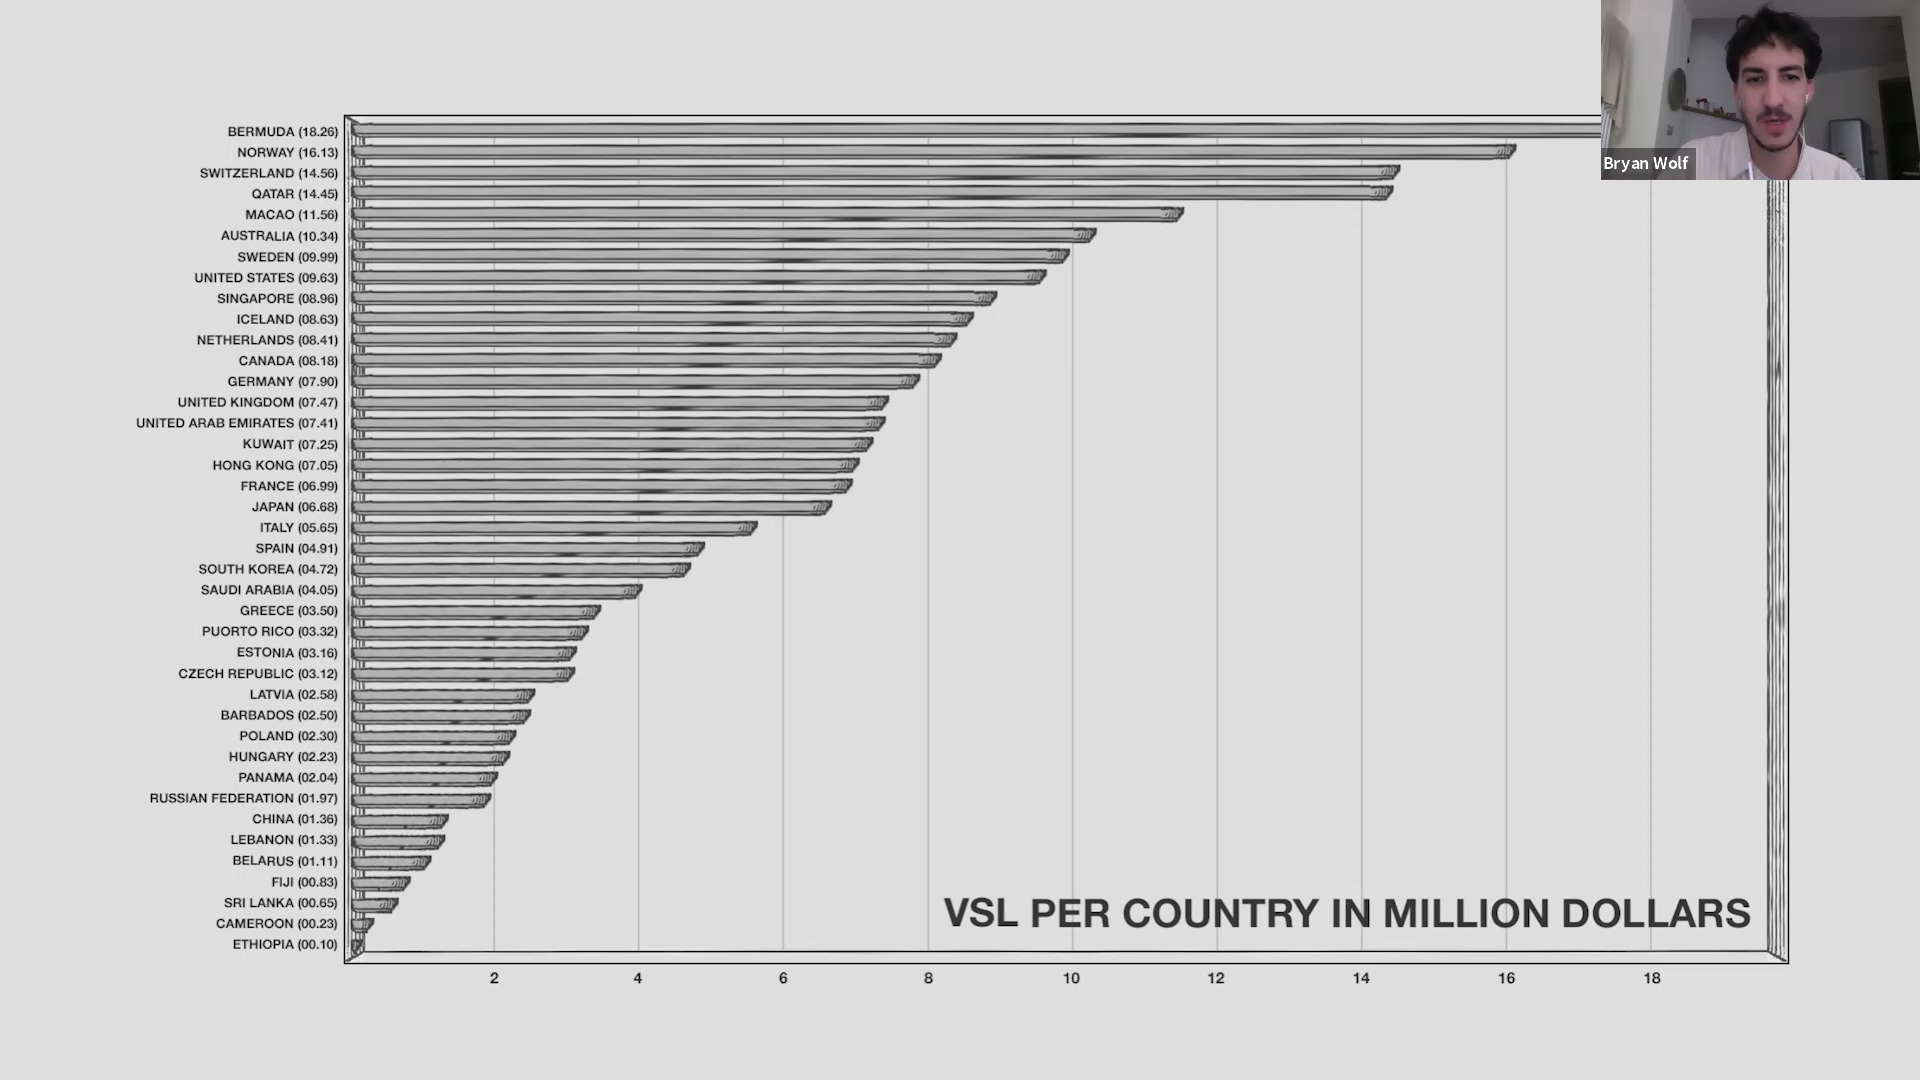 Bryan Wolf
BERMUDA (18.26)
NORWAY (16.13)
SWITZERLAND (14.56)
QATAR (14.45)
MACAO (11.56)
AUSTRALIA (10.34)
SWEDEN (09.99)
UNITED STATES (09.63)
SINGAPORE (08.96)
ICELAND (08.63)
NETHERLANDS (08.41)
CANADA (08.18)
GERMANY (07.90)
UNITED KINGDOM (07.47)
UNITED ARAB EMIRATES (07.41)
KUWAIT (07.25)
HONG KONG (07.05)
FRANCE (06.99)
JAPAN (06.68)
ITALY (05.65)
SPAIN (04.91)
SOUTH KOREA (04.72)
SAUDI ARABIA (04.05)
GREECE (03.50)
PUORTO RICO (03.32)
ESTONIA (03.16)
CZECH REPUBLIC (03.12)
LATVIA (02.58)
BARBADOS (02.50)
POLAND (02.30)
HUNGARY (02.23)
PANAMA (02.04)
RUSSIAN FEDERATION (01.97)
CHINA (01.36)
LEBANON (01.33)
BELARUS (01.11)
FIJI (00.83)
SRI LANKA (00.65)
CAMEROON (00.23)
ETHIOPIA (00.10)
VSL PER COUNTRY IN MILLION DOLLARS
2 4 6 8 10 12 14 16 18